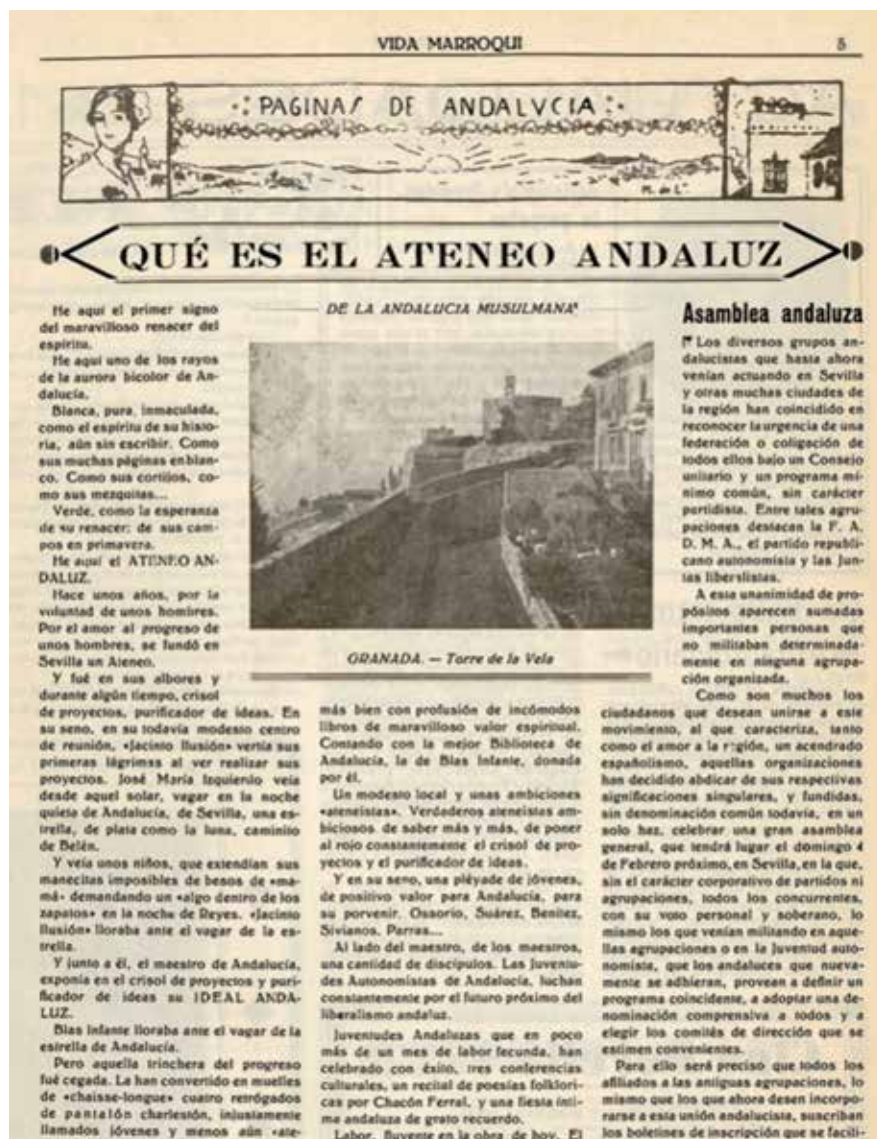 VIDA MARROQUI
5
·: PAGINAS DE ANDALVCIA :·
M. de L.
QUÉ ES EL ATENEO ANDALUZ
He aquí el primer signo
del maravilloso renacer del
espíritu.
He aquí uno de los rayos
de la aurora bicolor de An-
dalucía.
Blanca, pura, inmaculada,
como el espíritu de su histo-
ria, aún sin escribir. Como
sus muchas páginas en blan-
co. Como sus cortijos, co-
mo sus mezquitas...
Verde, como la esperanza
de su renacer; de sus cam-
pos en primavera.
He aquí el ATENEO AN-
DALUZ.
Hace unos años, por la
voluntad de unos hombres.
Por el amor al progreso de
unos hombres, se fundó en
Sevilla un Ateneo.
Y fué en sus albores y
durante algún tiempo, crisol
de proyectos, purificador de ideas. En
su seno, en su todavía modesto centro
de reunión, «Jacinto Ilusión» vertía sus
primeras lágrimas al ver realizar sus
proyectos. José María Izquierdo veía
desde aquel solar, vagar en la noche
quieta de Andalucía, de Sevilla, una es-
trella, de plata como la luna, caminito
de Belén.
Y veía unos niños, que extendían sus
manecitas imposibles de besos de «ma-
má» demandando un «algo dentro de los
zapatos» en la noche de Reyes. «Jacinto
Ilusión» lloraba ante el vagar de la es-
trella.
Y junto a él, el maestro de Andalucía,
exponía en el crisol de proyectos y puri-
ficador de ideas su IDEAL ANDA-
LUZ.
Blas Infante lloraba ante el vagar de la
estrella de Andalucía.
Pero aquella trinchera del progreso
fué cegada. La han convertido en muelles
de «chaisse-longue» cuatro retrógados
de pantalón charlestón, injustamente
llamados jóvenes y menos aún «ate-
DE LA ANDALUCIA MUSULMANA
GRANADA. — Torre de la Vela
más bien con profusión de incómodos
libros de maravilloso valor espiritual.
Contando con la mejor Biblioteca de
Andalucía, la de Blas Infante, donada
por él.
Un modesto local y unas ambiciones
«ateneístas». Verdaderos ateneístas am-
biciosos de saber más y más, de poner
al rojo constantemente el crisol de pro-
yectos y el purificador de ideas.
Y en su seno, una pléyade de jóvenes,
de positivo valor para Andalucía, para
su porvenir. Ossorio, Suárez, Benítez,
Sivianos, Parras...
Al lado del maestro, de los maestros,
una cantidad de discípulos. Las Juventu-
des Autonomistas de Andalucía, luchan
constantemente por el futuro próximo del
liberalismo andaluz.
Juventudes Andaluzas que en poco
más de un mes de labor fecunda, han
celebrado con éxito, tres conferencias
culturales, un recital de poesías folklori-
cas por Chacón Ferral, y una fiesta ínti-
ma andaluza de grato recuerdo.
Labor, fluyente en la obra de hoy. El
Asamblea andaluza
Los diversos grupos an-
dalucistas que hasta ahora
venían actuando en Sevilla
y otras muchas ciudades de
la región han coincidido en
reconocer la urgencia de una
federación o coligación de
todos ellos bajo un Consejo
unitario y un programa mí-
nimo común, sin carácter
partidista. Entre tales agru-
paciones destacan la F. A.
D. M. A., el partido republi-
cano autonomista y las Jun-
tas liberslistas.
A esta unanimidad de pro-
pósitos aparecen sumadas
importantes personas que
no militaban determinada-
mente en ninguna agrupa-
ción organizada.
Como son muchos los
ciudadanos que desean unirse a este
movimiento, al que caracteriza, tanto
como el amor a la región, un acendrado
españolismo, aquellas organizaciones
han decidido abdicar de sus respectivas
significaciones singulares, y fundidas,
sin denominación común todavía, en un
solo haz, celebrar una gran asamblea
general, que tendrá lugar el domingo 4
de Febrero próximo, en Sevilla, en la que,
sin el carácter corporativo de partidos ni
agrupaciones, todos los concurrentes,
con su voto personal y soberano, lo
mismo los que venían militando en aque-
llas agrupaciones o en la Juventud auto-
nomista, que los andaluces que nueva-
mente se adhieran, provean a definir un
programa coincidente, a adoptar una de-
nominación comprensiva a todos y a
elegir los comités de dirección que se
estimen convenientes.
Para ello será preciso que todos los
afiliados a las antiguas agrupaciones, lo
mismo que los que ahora desen incorpo-
rarse a esta unión andalucista, suscriban
los boletines de inscripción que se facili-